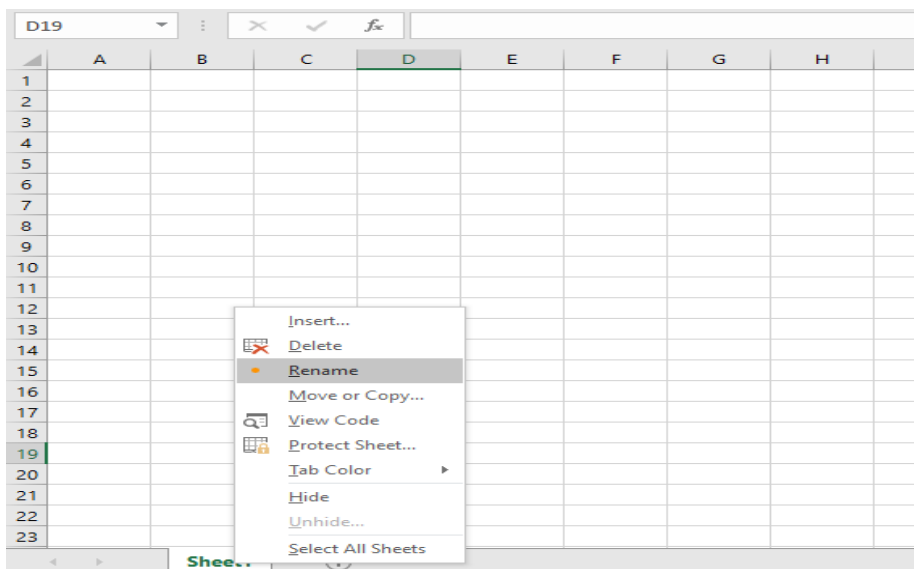 D19 fx
A B C D E F G H
1
2
3
4
5
6
7
8
9
10
11
12
13
14
15
16
17
18
19
20
21
22
23
Insert...
Delete
Rename
Move or Copy...
View Code
Protect Sheet...
Tab Color
Hide
Unhide...
Select All Sheets